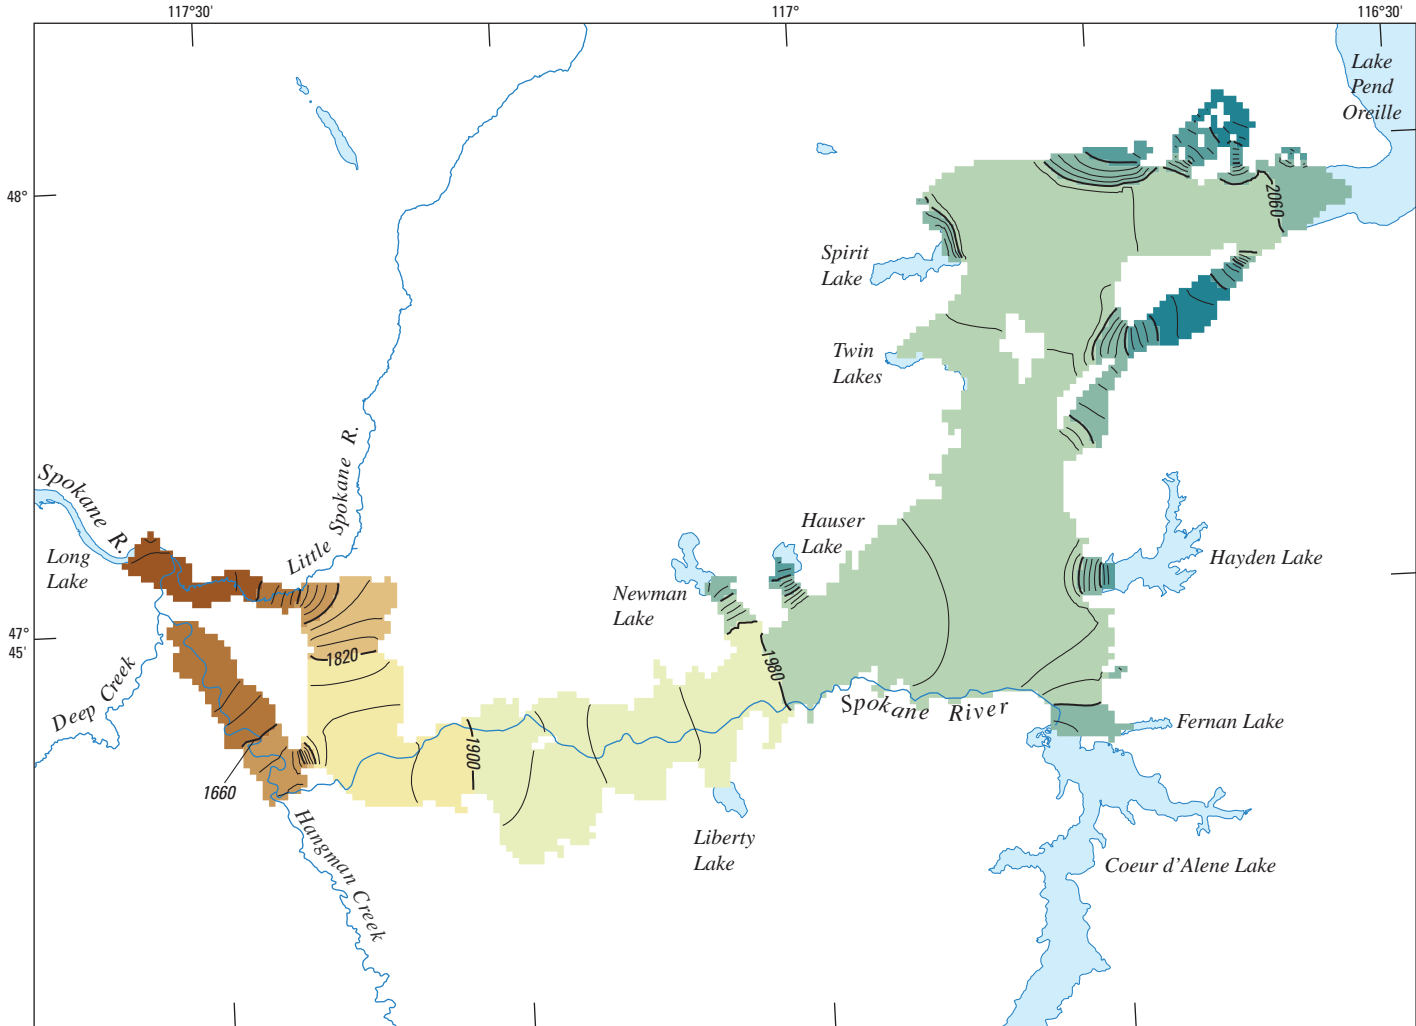 117°30'
117°
116°30'
Lake
Pend
Oreille
48°
2060
Spirit
Lake
Twin
Lakes
Spokane R.
Little Spokane R.
Long
Lake
Hauser
Lake
Hayden Lake
Newman
Lake
47°
45'
1820
1980
Deep Creek
Spokane River
Fernan Lake
1900
1660
Hangman Creek
Liberty
Lake
Coeur d'Alene Lake